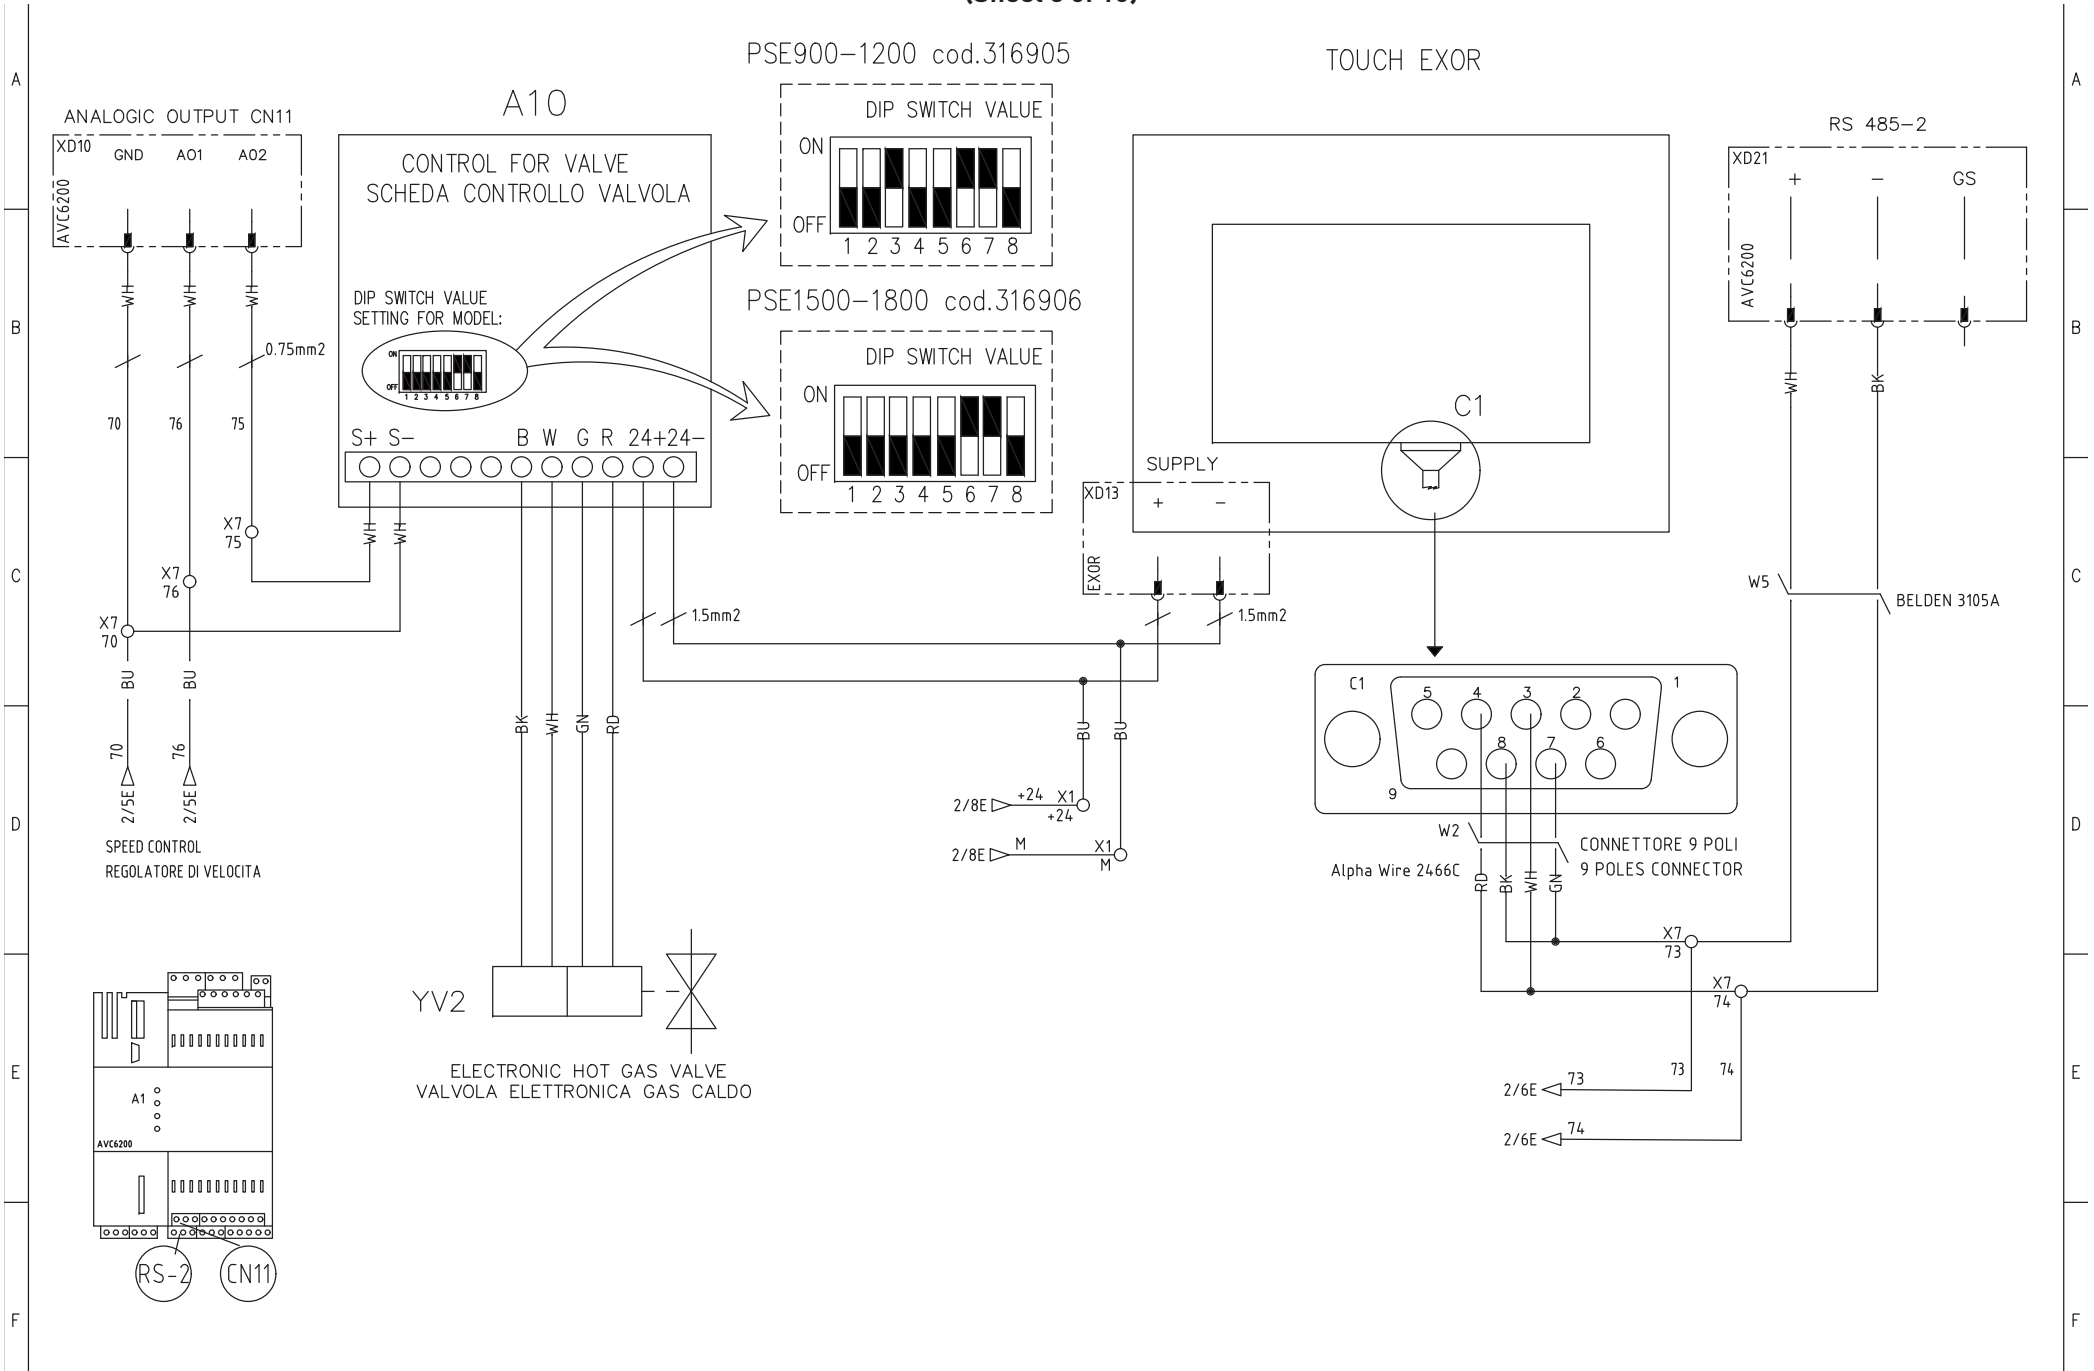 A
A
PSE900-1200 cod.316905
TOUCH EXOR
A10
DIP SWITCH VALUE
ANALOGIC OUTPUT CN11
RS 485-2
XD10
GND
AO1
AO2
AVC6200
CONTROL FOR VALVE
SCHEDA CONTROLLO VALVOLA
ON
OFF
1 2 3 4 5 6 7 8
XD21
+
-
GS
AVC6200
WH
WH
WH
B
B
DIP SWITCH VALUE
SETTING FOR MODEL:
PSE1500-1800 cod.316906
0.75mm2
ON
OFF
1 2 3 4 5 6 7 8
DIP SWITCH VALUE
ON
OFF
1 2 3 4 5 6 7 8
WH
BK
C1
70
76
75
S+ S- B W G R 24+24-
SUPPLY
XD13
+
-
EXOR
X7
75
WH
WH
C
C
X7
76
W5
BELDEN 3105A
X7
70
1.5mm2
1.5mm2
BU
BU
C1
1
5 4 3 2
8 7 6
9
BK
WH
GN
RD
BU
BU
70
76
2/5E
2/5E
D
D
2/8E
+24
X1
+24
2/8E
M
X1
M
SPEED CONTROL
REGOLATORE DI VELOCITA
W2
CONNETTORE 9 POLI
9 POLES CONNECTOR
Alpha Wire 2466C
RD
BK
WH
GN
X7
73
X7
74
YV2
ELECTRONIC HOT GAS VALVE
VALVOLA ELETTRONICA GAS CALDO
E
E
73
74
2/6E
73
2/6E
74
A1
AVC6200
RS-2
CN11
F
F